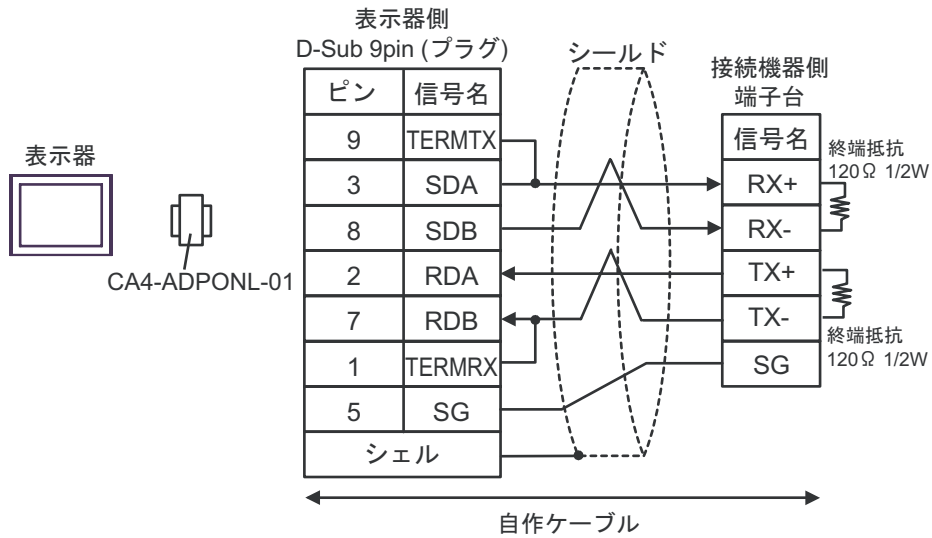 表示器側
D-Sub 9pin (プラグ)
シールド
接続機器側
端子台
ピン 信号名
9 TERMTX
3 SDA
8 SDB
2 RDA
7 RDB
1 TERMRX
5 SG
シェル
信号名
RX+
RX-
TX+
TX-
SG
終端抵抗
120Ω 1/2W
終端抵抗
120Ω 1/2W
表示器
CA4-ADPONL-01
自作ケーブル